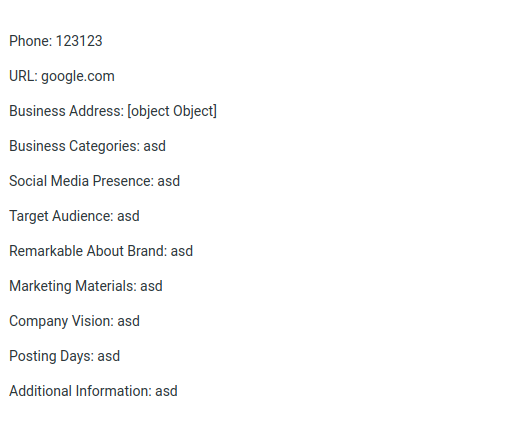 Phone: 123123
URL: google.com
Business Address: [object Object]
Business Categories: asd
Social Media Presence: asd
Target Audience: asd
Remarkable About Brand: asd
Marketing Materials: asd
Company Vision: asd
Posting Days: asd
Additional Information: asd